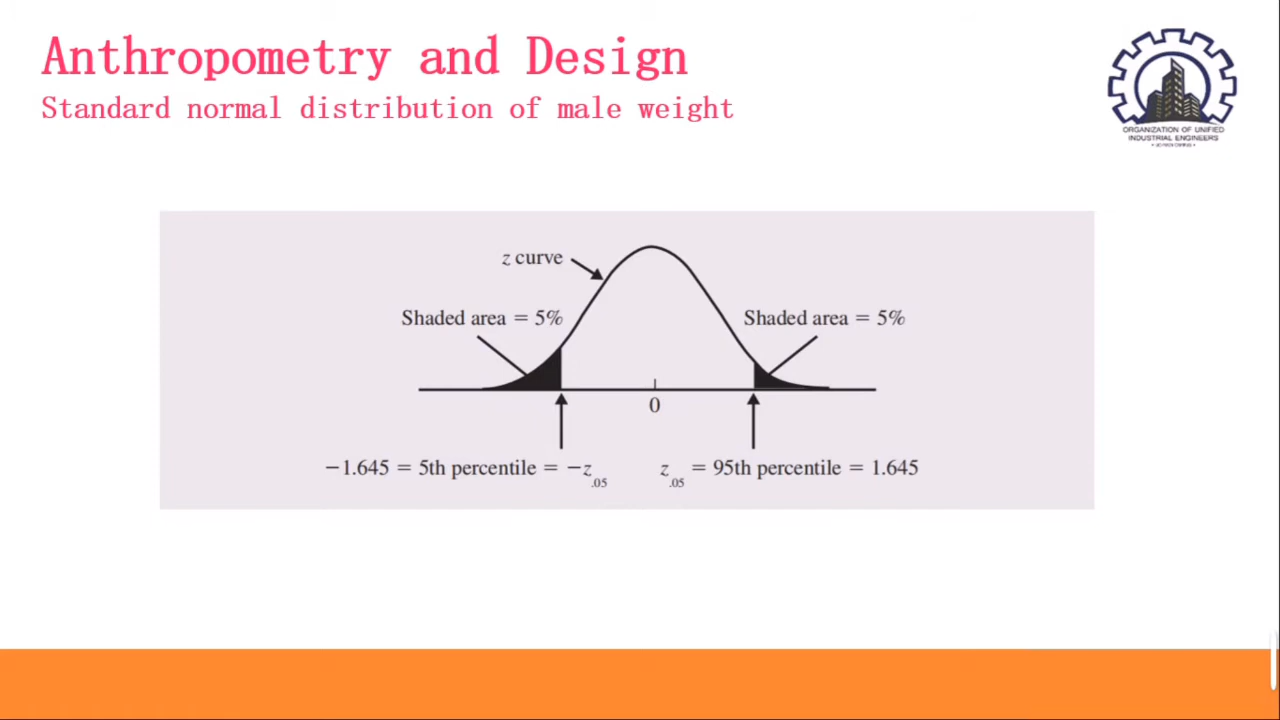 Anthropometry and Design
Standard normal distribution of male weight
ORGANIZATION OF UNIFIED
INDUSTRIAL ENGINEERS
z curve
Shaded area = 5%
Shaded area = 5%
0
−1.645 = 5th percentile = −z.05
z.05 = 95th percentile = 1.645